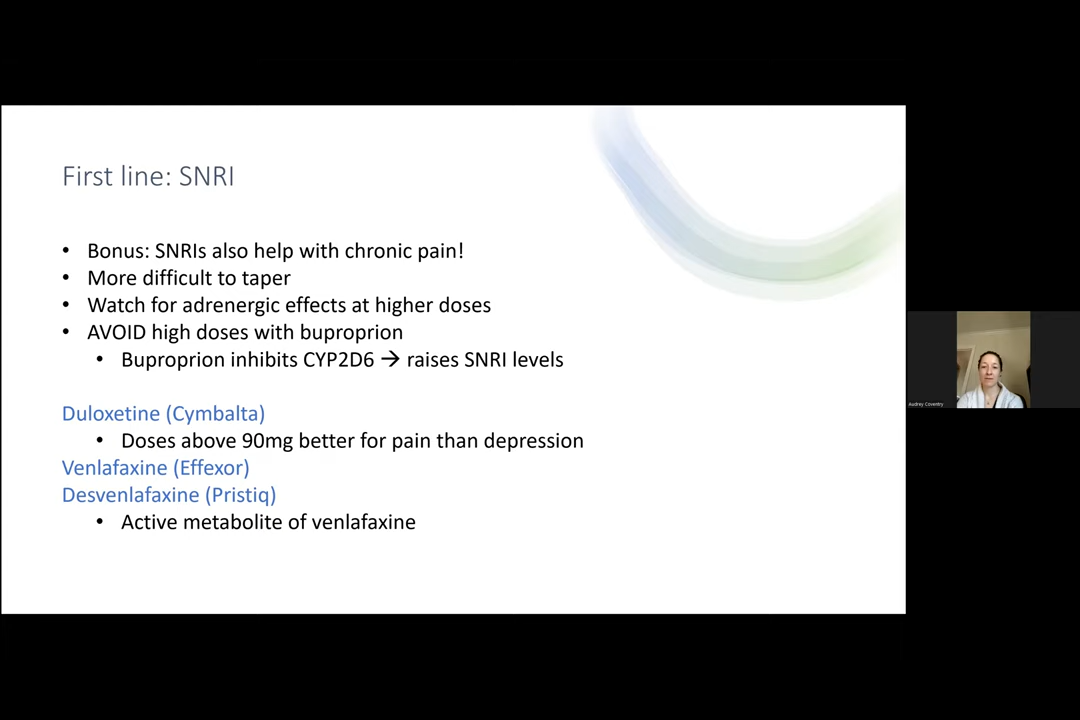 First line: SNRI
• Bonus: SNRIs also help with chronic pain!
• More difficult to taper
• Watch for adrenergic effects at higher doses
• AVOID high doses with buproprion
• Buproprion inhibits CYP2D6 → raises SNRI levels
Duloxetine (Cymbalta)
• Doses above 90mg better for pain than depression
Venlafaxine (Effexor)
Desvenlafaxine (Pristiq)
• Active metabolite of venlafaxine
Audrey Coventry